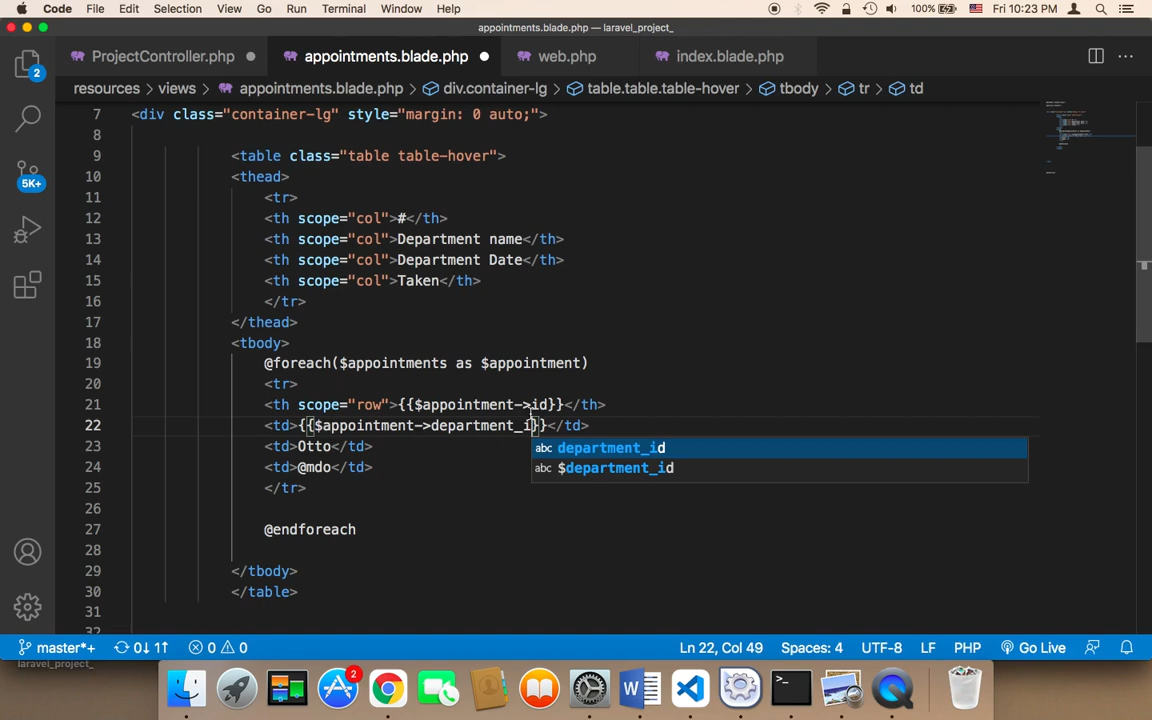 Code File Edit Selection View Go Run Terminal Window Help 100% Fri 10:23 PM
appointments.blade.php — laravel_project_
ProjectController.php appointments.blade.php web.php index.blade.php
resources > views > appointments.blade.php > div.container-lg > table.table.table-hover > tbody > tr > td
7 <div class="container-lg" style="margin: 0 auto;">
8
9 <table class="table table-hover">
10 <thead>
11 <tr>
12 <th scope="col">#</th>
13 <th scope="col">Department name</th>
14 <th scope="col">Department Date</th>
15 <th scope="col">Taken</th>
16 </tr>
17 </thead>
18 <tbody>
19 @foreach($appointments as $appointment)
20 <tr>
21 <th scope="row">{{$appointment->id}}</th>
22 <td>{{$appointment->department_i}}</td>
23 <td>Otto</td>
abc department_id
24 <td>@mdo</td>
abc $department_id
25 </tr>
26
27 @endforeach
28
29 </tbody>
30 </table>
31
32
2
5K+
master*+ 0↓ 1↑ 0 0 Ln 22, Col 49 Spaces: 4 UTF-8 LF PHP Go Live
laravel_project_
2